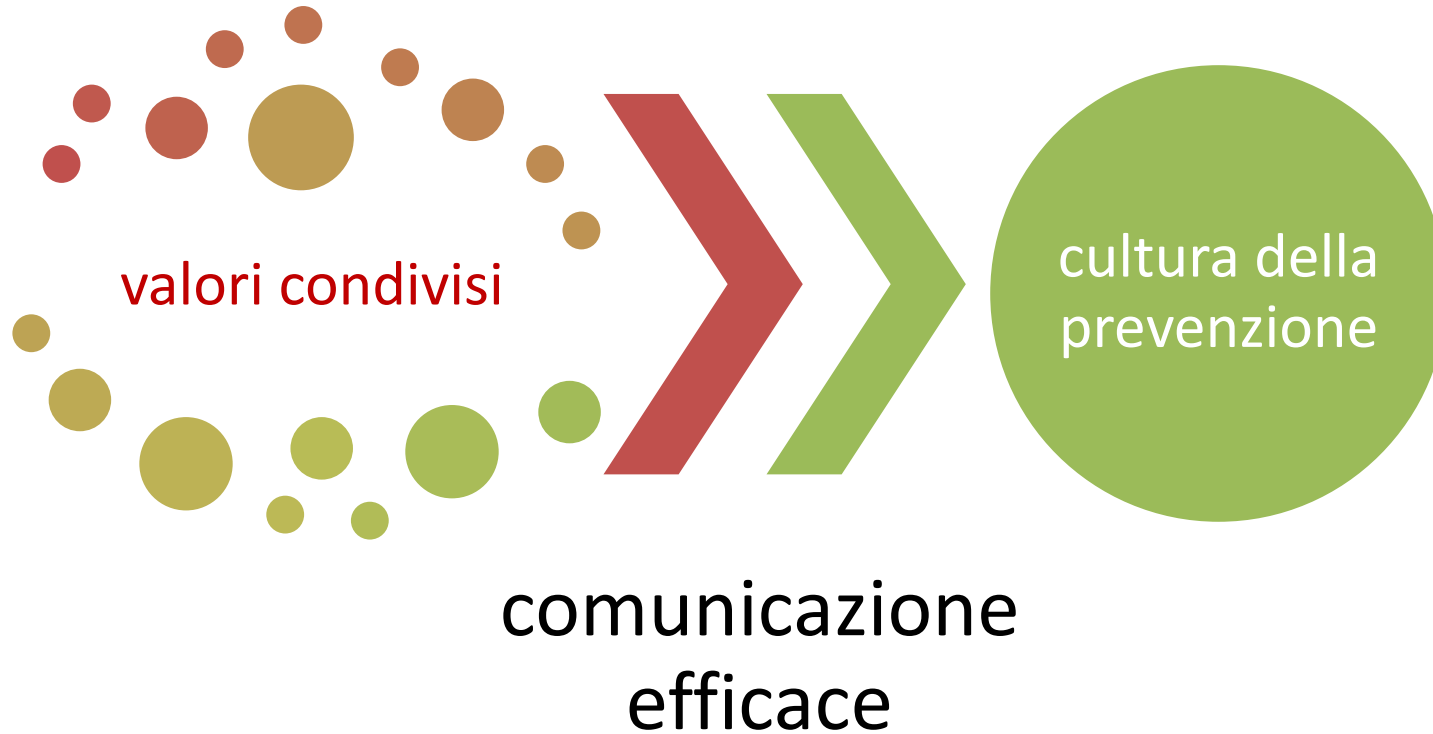 valori condivisi
cultura della
prevenzione
comunicazione
efficace